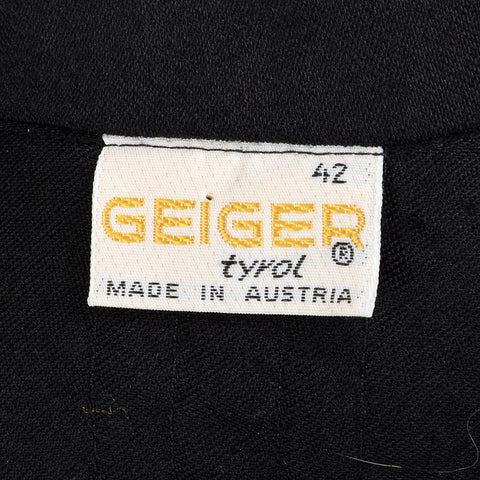 42
GEiGER
tyrol ®
MADE IN AUSTRIA